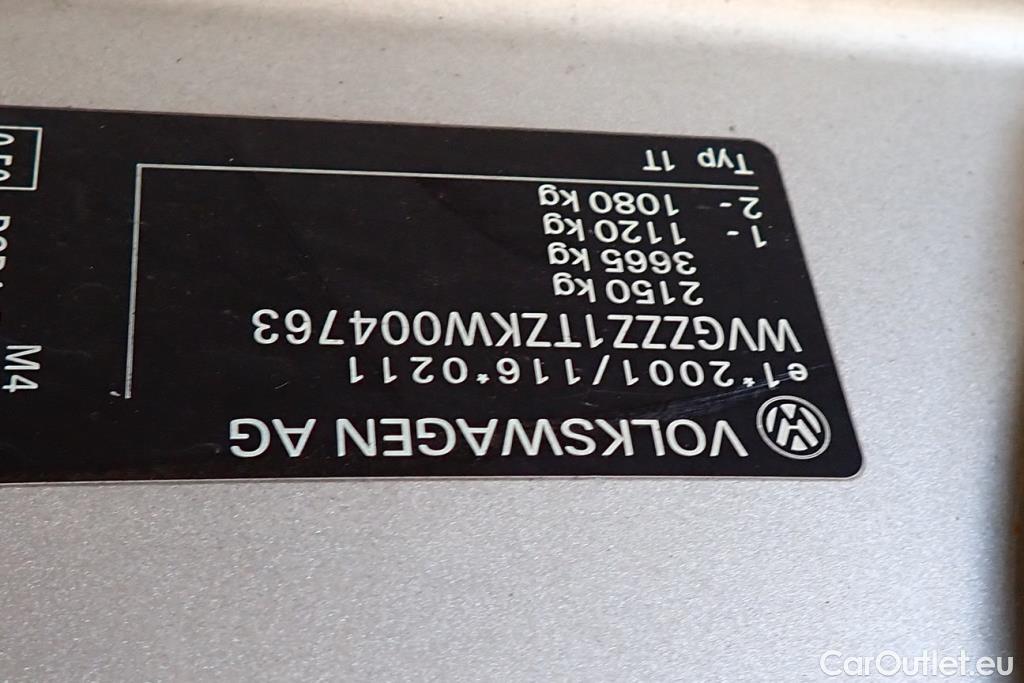 VOLKSWAGEN AG
e1*2001/116*0211
WVGZZZ1TZKW004763
2150 kg
3665 kg
1- 1120 kg
2- 1080 kg
Typ 1T
M4
CarOutlet.eu